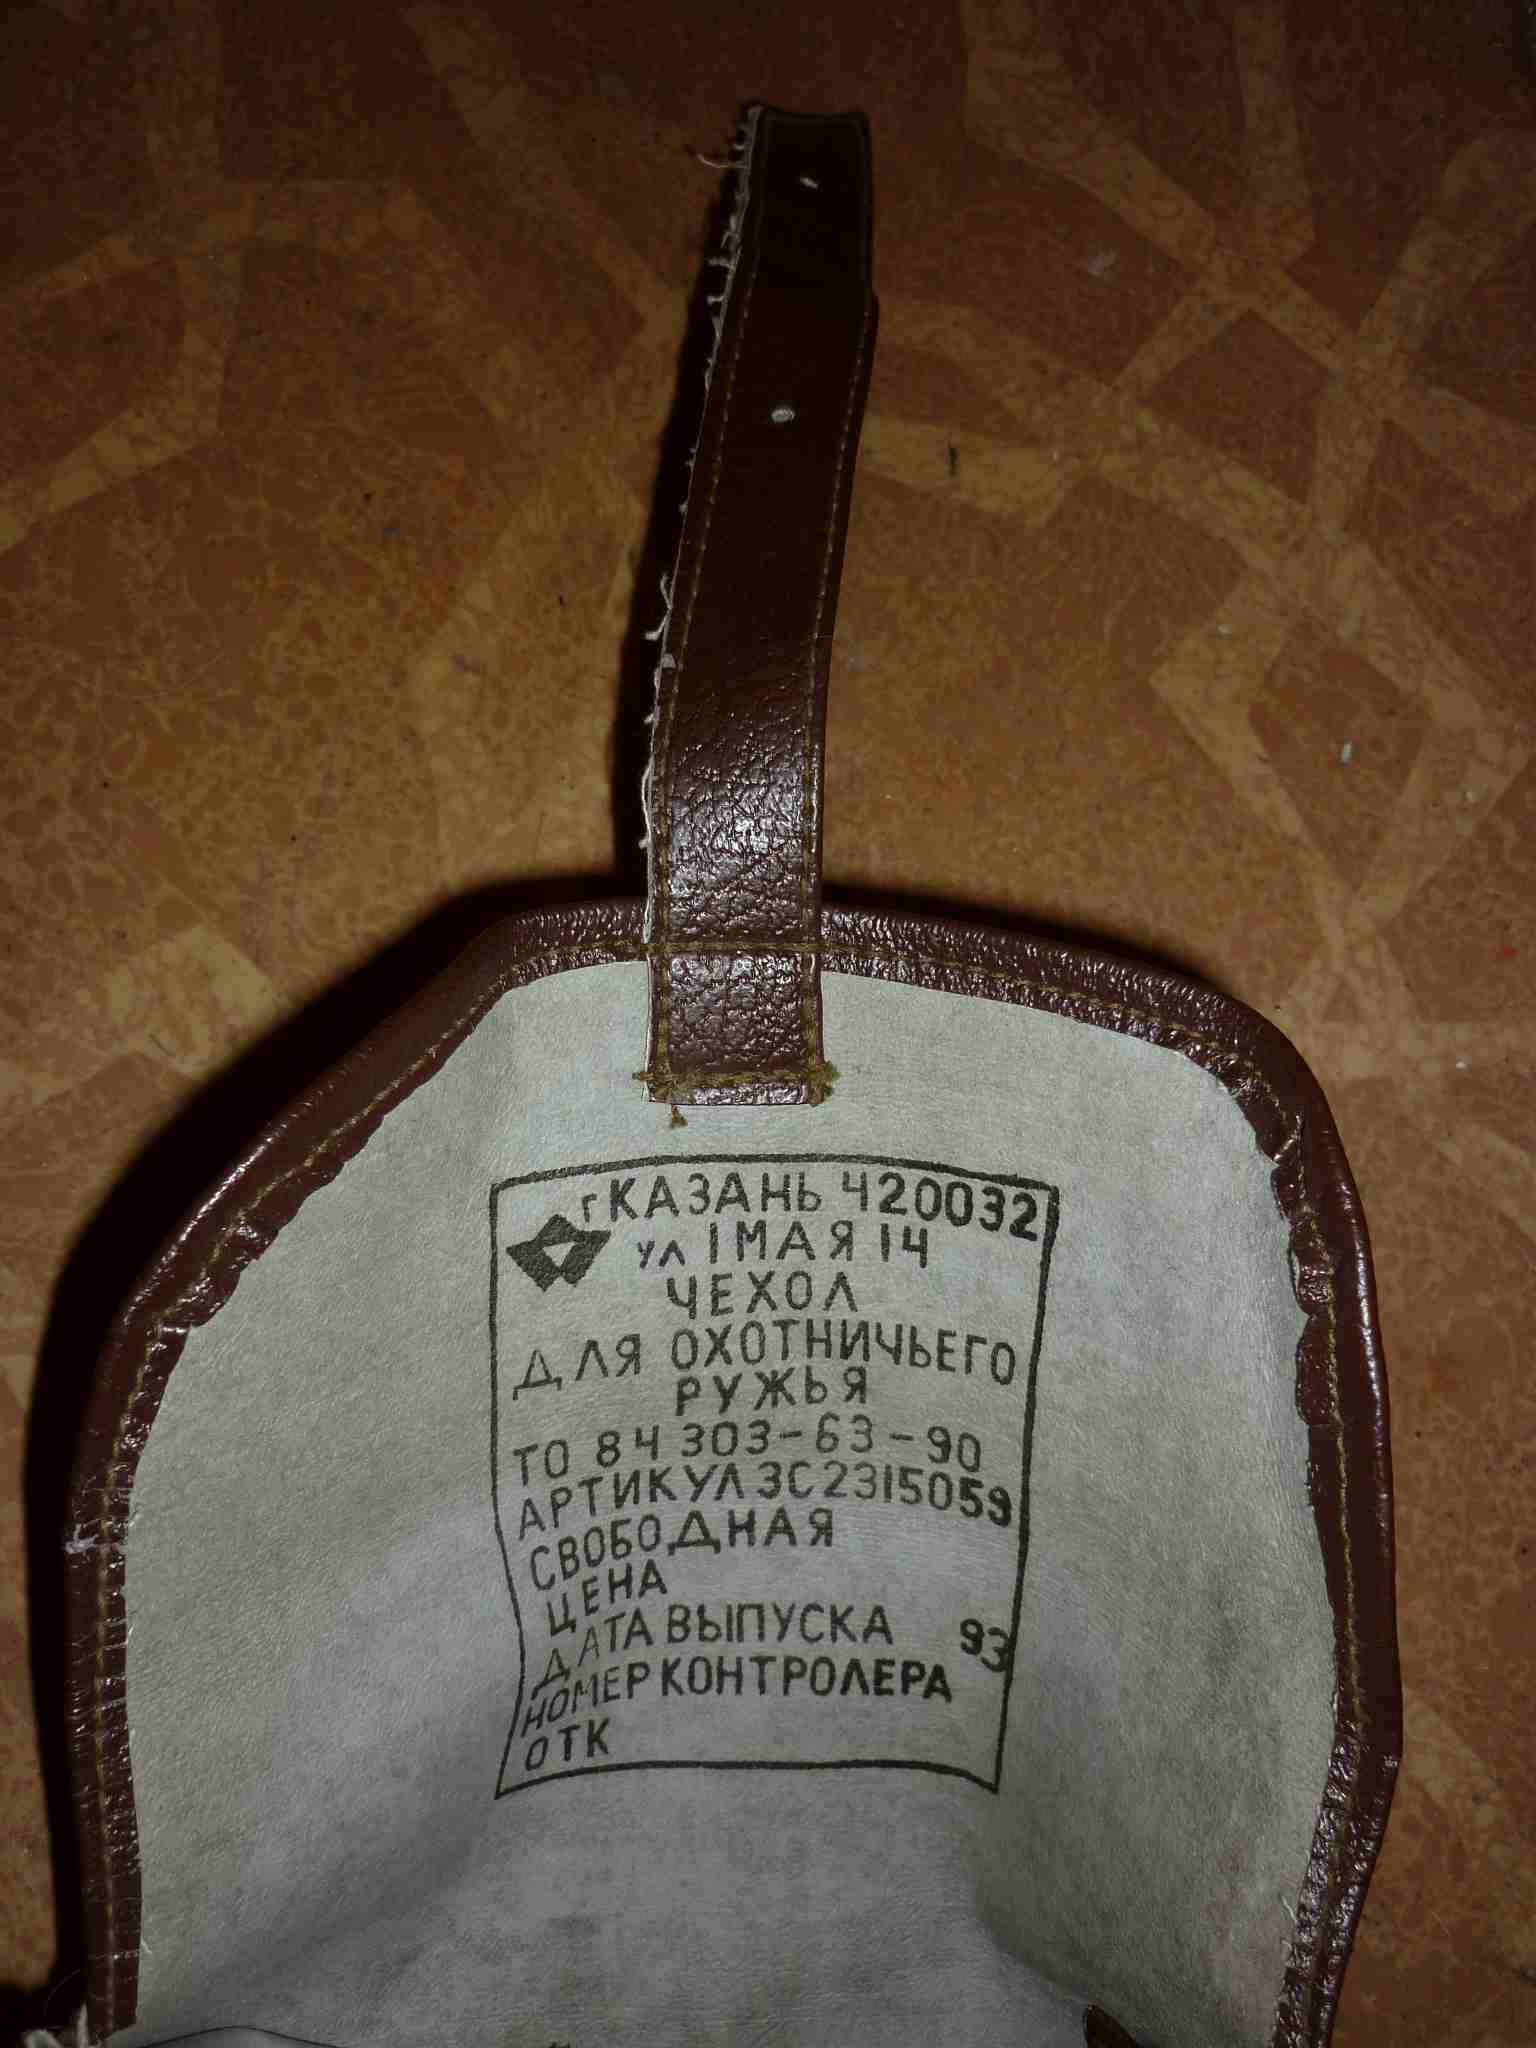 г КАЗАНЬ 420032
ул 1 МАЯ 14
ЧЕХОЛ
ДЛЯ ОХОТНИЧЬЕГО
РУЖЬЯ
ТО 84 303-63-90
АРТИКУЛ 3С2315059
СВОБОДНАЯ
ЦЕНА
ДАТА ВЫПУСКА 93
НОМЕР КОНТРОЛЕРА
ОТК